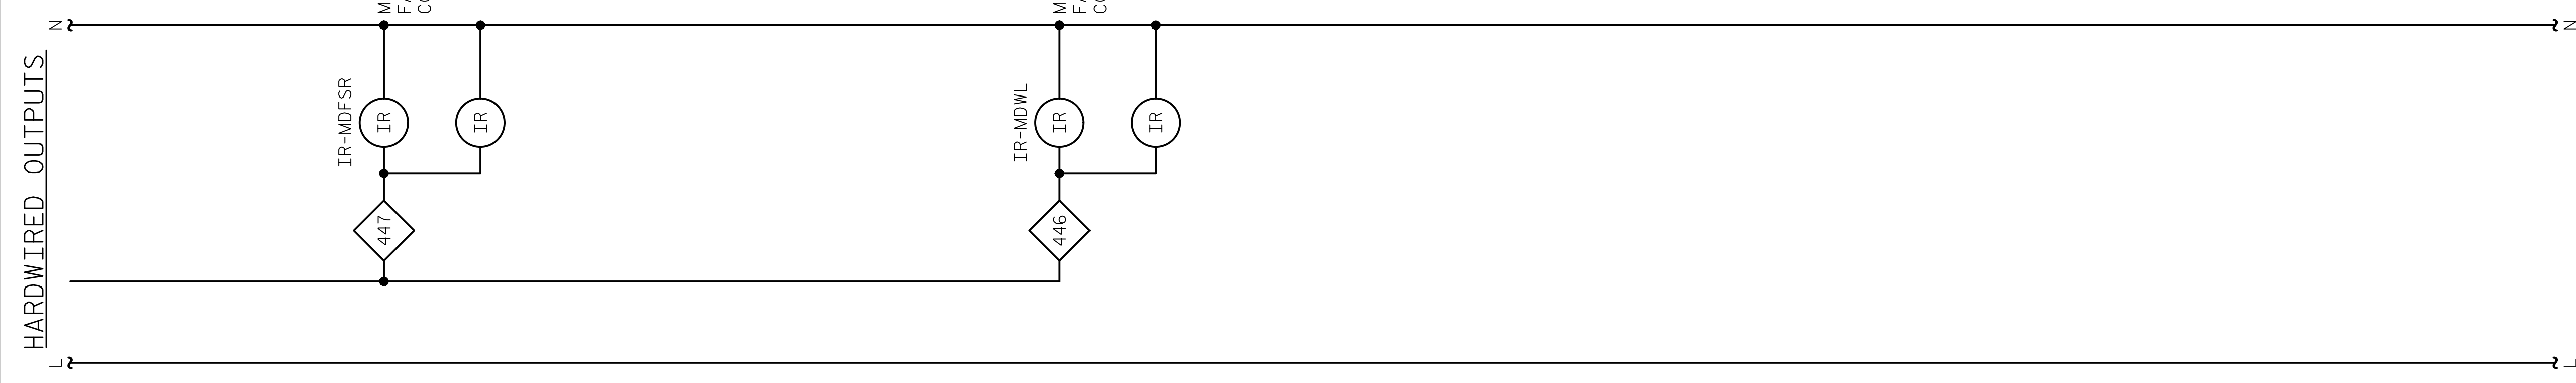 HARDWIRED OUTPUTS
L
N
447
IR-MDFSR
IR
IR
446
IR-MDWL
IR
IR
L
N